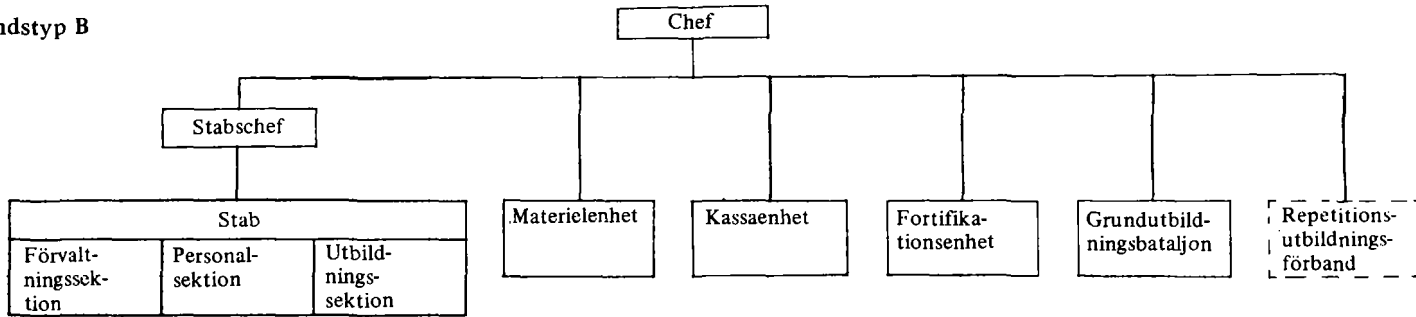 ndstyp B
Chef
Stabschef
Stab
Förvalt-
ningssek-
tion
Personal-
sektion
Utbild-
nings-
sektion
Materielenhet
Kassaenhet
Fortifika-
tionsenhet
Grundutbild-
ningsbataljon
Repetitions-
utbildnings-
förband